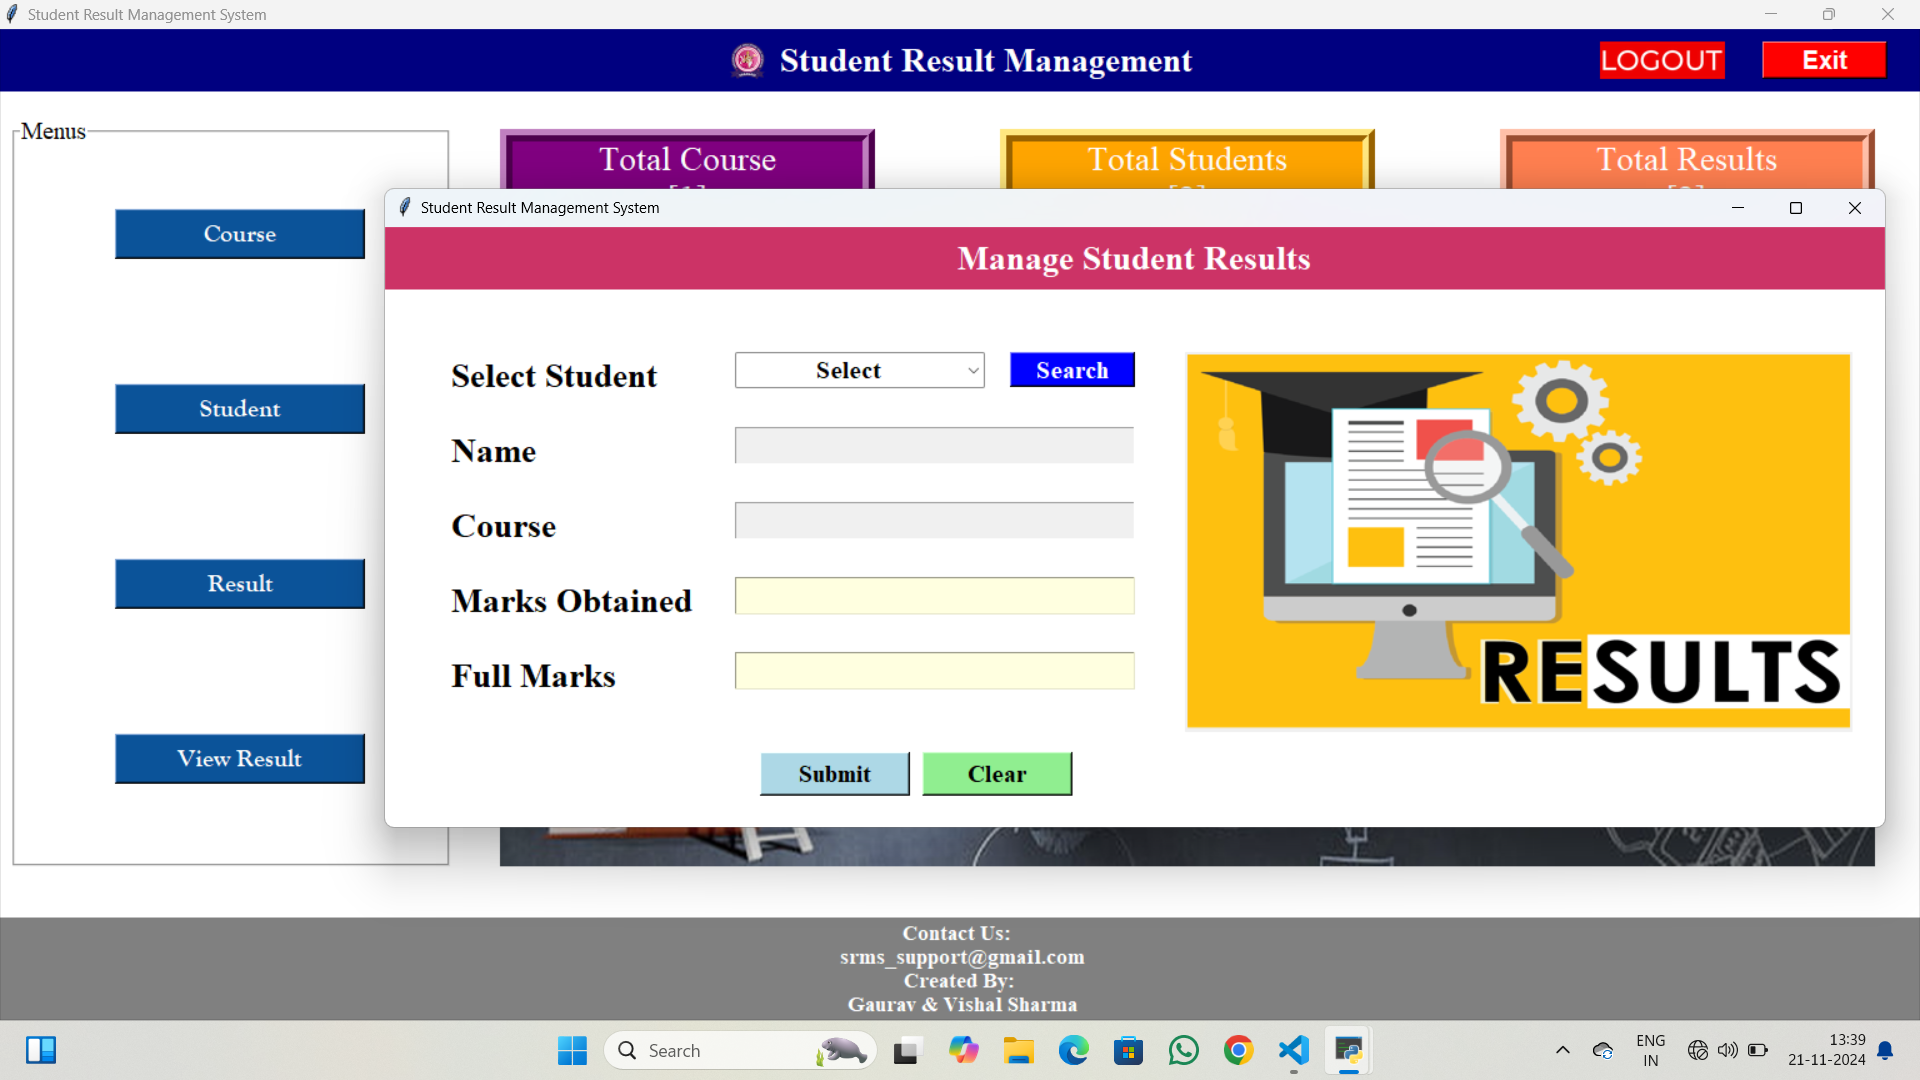 Student Result Management System
Student Result Management
LOGOUT
Exit
Menus
Total Course
Total Students
Total Results
Course
Student
Result
View Result
Student Result Management System
Manage Student Results
Select Student
Select
Search
Name
Course
Marks Obtained
Full Marks
RESULTS
Submit
Clear
Contact Us:
srms_support@gmail.com
Created By:
Gaurav & Vishal Sharma
Search
ENG
IN
13:39
21-11-2024